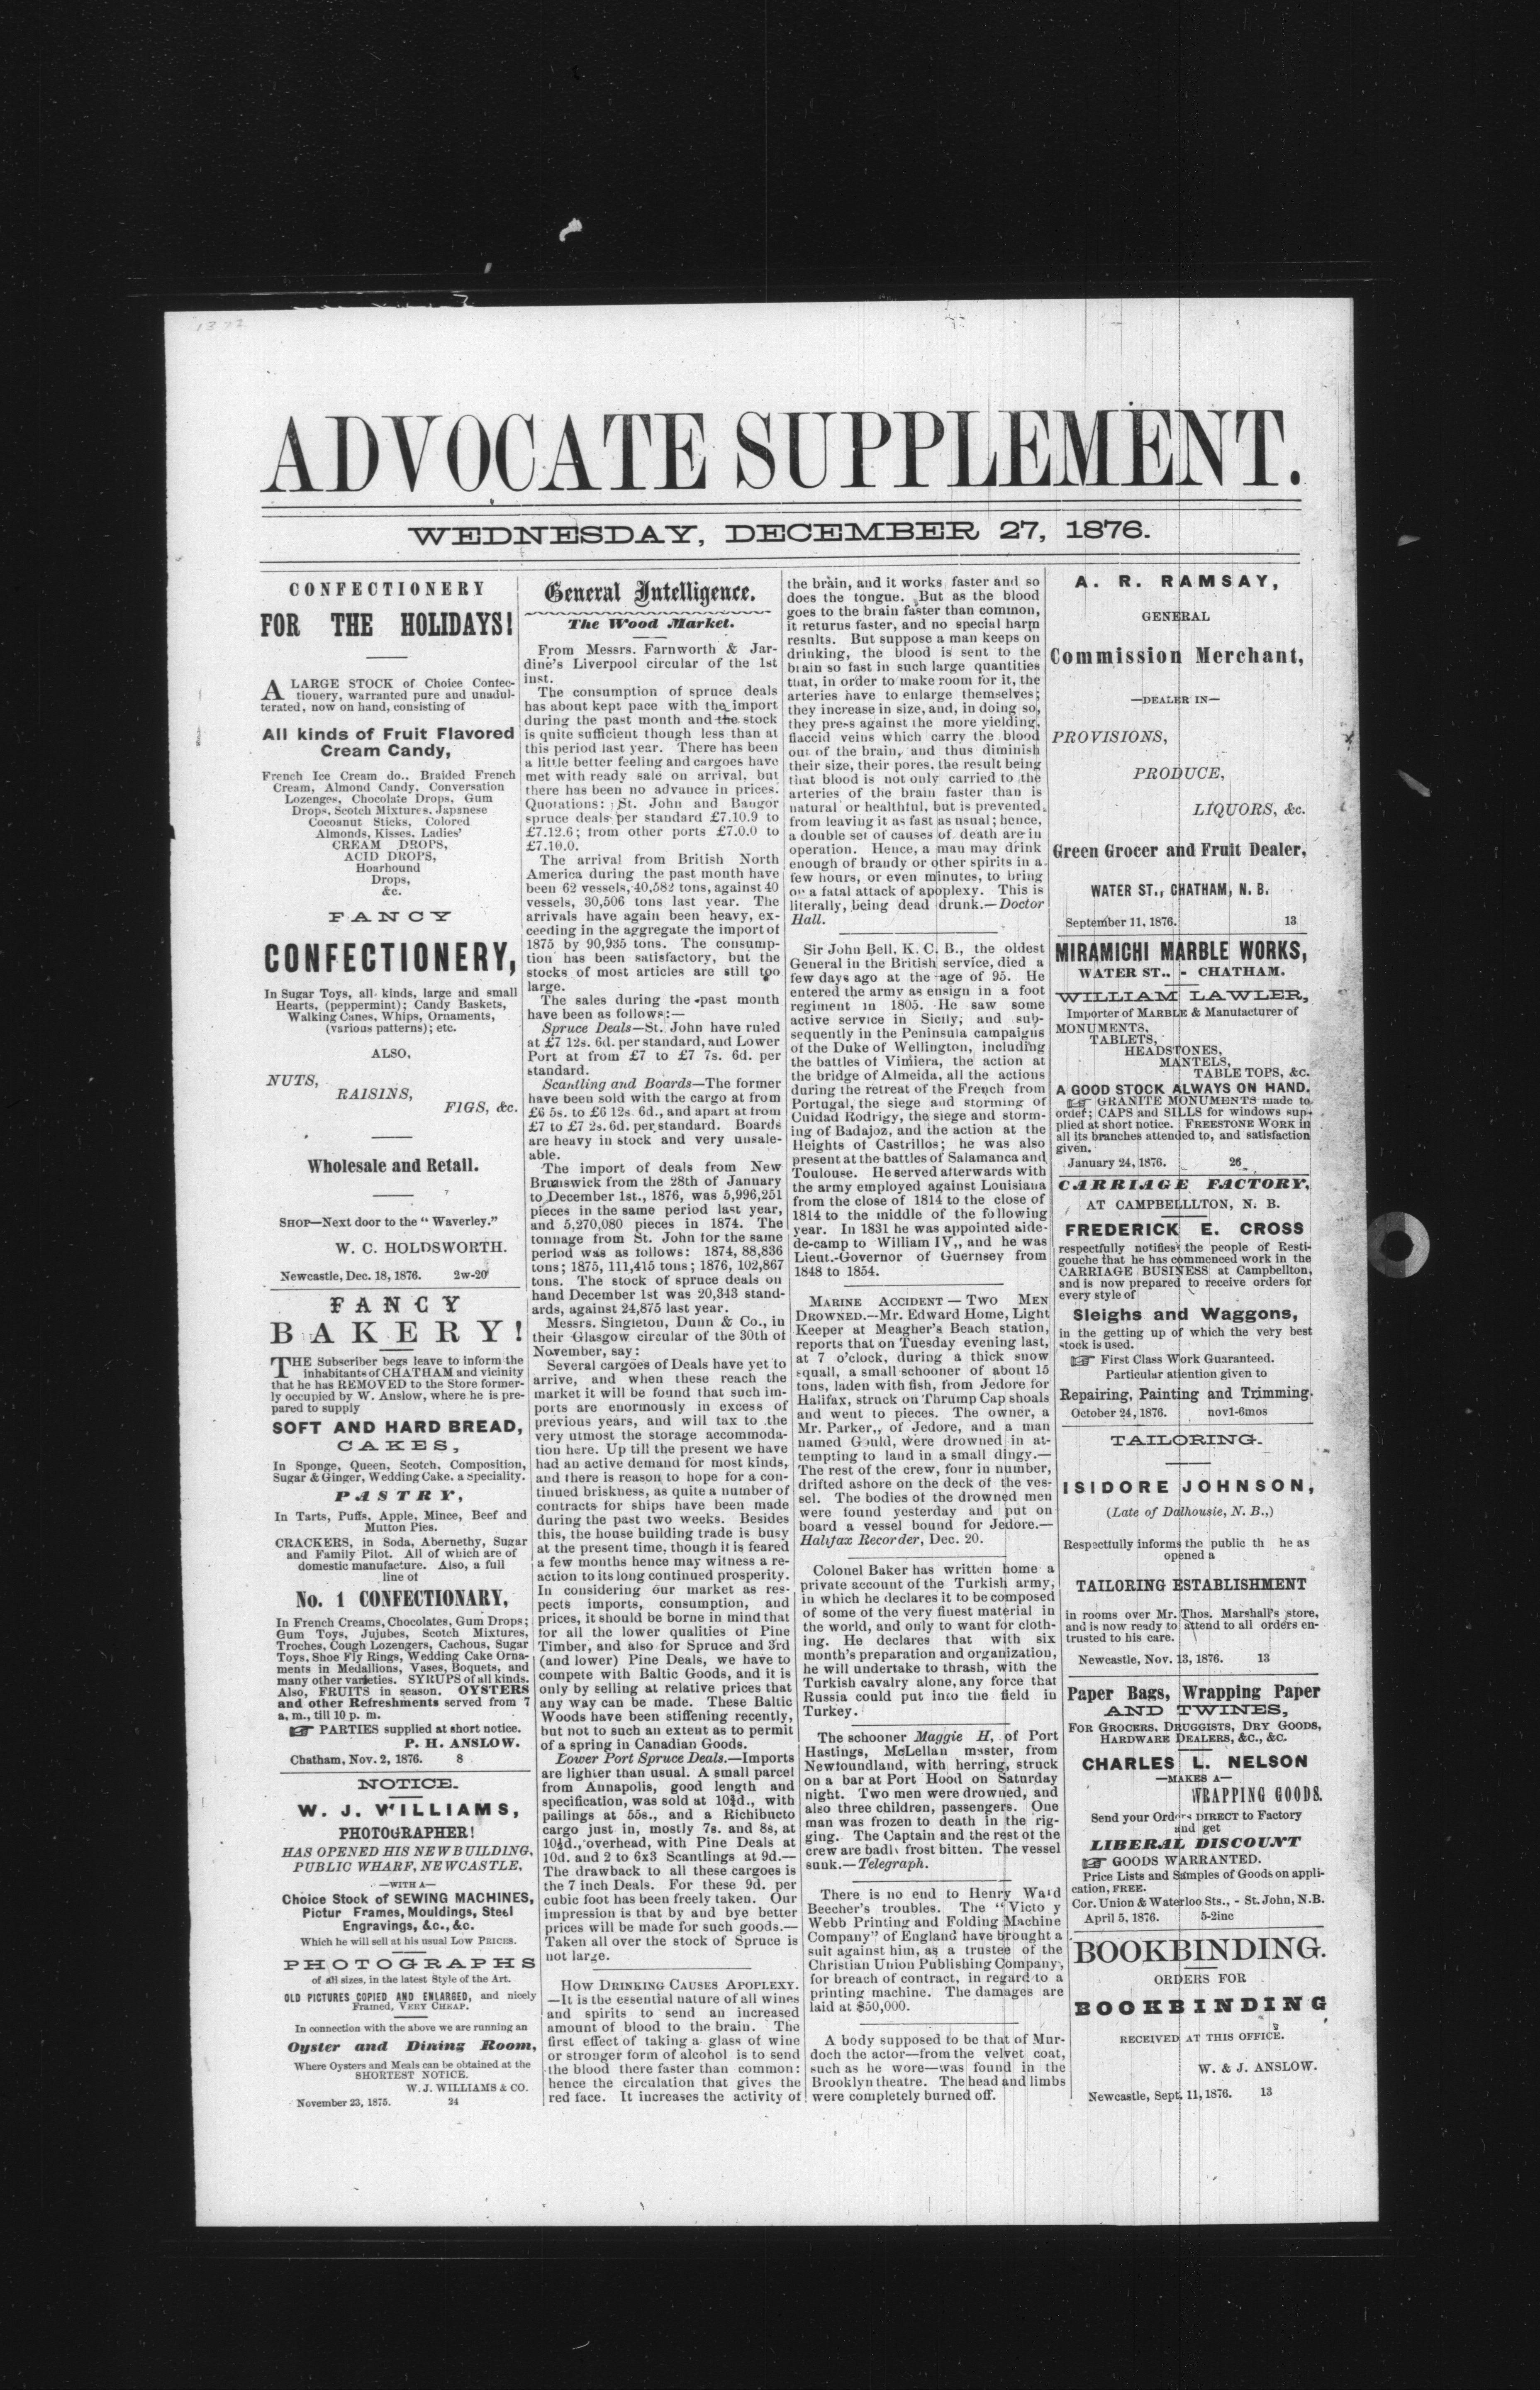 ADVOCATE SUPPLEMENT.
WEDNESDAY, DECEMBER 27, 1876.
CONFECTIONERY
FOR THE HOLIDAYS!
A LARGE STOCK of Choice Confec-
tionery, warranted pure and unadul-
terated, now on hand, consisting of
All kinds of Fruit Flavored
Cream Candy,
French Ice Cream do., Braided French
Cream, Almond Candy, Conversation
Lozenges, Chocolate Drops, Gum
Drops, Scotch Mixtures, Japanese
Cocoanut Sticks, Colored
Almonds, Kisses, Ladies'
CREAM DROPS,
ACID DROPS,
Hoarhound
Drops,
&c.
FANCY
CONFECTIONERY,
In Sugar Toys, all kinds, large and small
Hearts, (peppermint); Candy Baskets,
Walking Canes, Whips, Ornaments,
(various patterns); etc.
ALSO,
NUTS,
RAISINS,
FIGS, &c.
Wholesale and Retail.
SHOP—Next door to the "Waverley."
W. C. HOLDSWORTH.
Newcastle, Dec. 18, 1876. 2w-20
FANCY
BAKERY!
THE Subscriber begs leave to inform the
inhabitants of CHATHAM and vicinity
that he has REMOVED to the Store former-
ly occupied by W. Anslow, where he is pre-
pared to supply
SOFT AND HARD BREAD,
CAKES,
In Sponge, Queen, Scotch, Composition,
Sugar & Ginger, Wedding Cake, a Speciality.
PASTRY,
In Tarts, Puffs, Apple, Mince, Beef and
Mutton Pies.
CRACKERS, in Soda, Abernethy, Sugar
and Family Pilot. All of which are of
domestic manufacture. Also, a full
line of
No. 1 CONFECTIONARY,
In French Creams, Chocolates, Gum Drops;
Gum Toys, Jujubes, Scotch Mixtures,
Troches, Cough Lozengers, Cachous, Sugar
Toys, Shoe Fly Rings, Wedding Cake Orna-
ments in Medallions, Vases, Boquets, and
many other varieties. SYRUPS of all kinds.
Also, FRUITS in season. OYSTERS
and other Refreshments served from 7
a, m., till 10 p. m.
☞ PARTIES supplied at short notice.
P. H. ANSLOW.
Chatham, Nov. 2, 1876. 8
NOTICE.
W. J. WILLIAMS,
PHOTOGRAPHER!
HAS OPENED HIS NEW BUILDING,
PUBLIC WHARF, NEWCASTLE,
—WITH A—
Choice Stock of SEWING MACHINES,
Pictur Frames, Mouldings, Steel
Engravings, &c., &c.
Which he will sell at his usual LOW PRICES.
PHOTOGRAPHS
of all sizes, in the latest Style of the Art.
OLD PICTURES COPIED AND ENLARGED, and nicely
Framed, VERY CHEAP.
In connection with the above we are running an
Oyster and Dining Room,
Where Oysters and Meals can be obtained at the
SHORTEST NOTICE.
W. J. WILLIAMS & CO.
November 23, 1875. 24
General Intelligence.
The Wood Market.
From Messrs. Farnworth & Jar-
dine's Liverpool circular of the 1st
inst.
The consumption of spruce deals
has about kept pace with the import
during the past month and the stock
is quite sufficient though less than at
this period last year. There has been
a little better feeling and cargoes have
met with ready sale on arrival, but
there has been no advance in prices.
Quotations: St. John and Bangor
spruce deals per standard £7.10.9 to
£7.12.6; from other ports £7.0.0 to
£7.10.0.
The arrival from British North
America during the past month have
been 62 vessels, 40,582 tons, against 40
vessels, 30,506 tons last year. The
arrivals have again been heavy, ex-
ceeding in the aggregate the import of
1875 by 90,935 tons. The consump-
tion has been satisfactory, but the
stocks of most articles are still too
large.
The sales during the past month
have been as follows:—
Spruce Deals—St. John have ruled
at £7 12s. 6d. per standard, and Lower
Port at from £7 to £7 7s. 6d. per
standard.
Scantling and Boards—The former
have been sold with the cargo at from
£6 5s. to £6 12s. 6d., and apart at from
£7 to £7 2s. 6d. per standard. Boards
are heavy in stock and very unsale-
able.
The import of deals from New
Brunswick from the 28th of January
to December 1st., 1876, was 5,996,251
pieces in the same period last year,
and 5,270,080 pieces in 1874. The
tonnage from St. John for the same
period was as follows: 1874, 88,836
tons; 1875, 111,415 tons; 1876, 102,867
tons. The stock of spruce deals on
hand December 1st was 20,343 stand-
ards, against 24,875 last year.
Messrs. Singleton, Dunn & Co., in
their Glasgow circular of the 30th of
November, say:
Several cargoes of Deals have yet to
arrive, and when these reach the
market it will be found that such im-
ports are enormously in excess of
previous years, and will tax to the
very utmost the storage accommoda-
tion here. Up till the present we have
had an active demand for most kinds,
and there is reason to hope for a con-
tinued briskness, as quite a number of
contracts for ships have been made
during the past two weeks. Besides
this, the house building trade is busy
at the present time, though it is feared
a few months hence may witness a re-
action to its long continued prosperity.
In considering our market as res-
pects imports, consumption, and
prices, it should be borne in mind that
for all the lower qualities of Pine
Timber, and also for Spruce and 3rd
(and lower) Pine Deals, we have to
compete with Baltic Goods, and it is
only by selling at relative prices that
any way can be made. These Baltic
Woods have been stiffening recently,
but not to such an extent as to permit
of a spring in Canadian Goods.
Lower Port Spruce Deals.—Imports
are lighter than usual. A small parcel
from Annapolis, good length and
specification, was sold at 10¾d., with
pailings at 55s., and a Richibucto
cargo just in, mostly 7s. and 8s, at
10¼d., overhead, with Pine Deals at
10d. and 2 to 6x3 Scantlings at 9d.—
The drawback to all these cargoes is
the 7 inch Deals. For these 9d. per
cubic foot has been freely taken. Our
impression is that by and bye better
prices will be made for such goods.—
Taken all over the stock of Spruce is
not large.
HOW DRINKING CAUSES APOPLEXY.
—It is the essential nature of all wines
and spirits to send an increased
amount of blood to the brain. The
first effect of taking a glass of wine
or stronger form of alcohol is to send
the blood there faster than common:
hence the circulation that gives the
red face. It increases the activity of
the brain, and it works faster and so
does the tongue. But as the blood
goes to the brain faster than common,
it returns faster, and no special harm
results. But suppose a man keeps on
drinking, the blood is sent to the
brain so fast in such large quantities
that, in order to make room for it, the
arteries have to enlarge themselves;
they increase in size, and, in doing so,
they press against the more yielding,
flaccid veins which carry the blood
out of the brain, and thus diminish
their size, their pores, the result being
that blood is not only carried to the
arteries of the brain faster than is
natural or healthful, but is prevented
from leaving it as fast as usual; hence,
a double set of causes of death are in
operation. Hence, a man may drink
enough of brandy or other spirits in a
few hours, or even minutes, to bring
on a fatal attack of apoplexy. This is
literally, being dead drunk.—Doctor
Hall.
Sir John Bell, K. C. B., the oldest
General in the British service, died a
few days ago at the age of 95. He
entered the army as ensign in a foot
regiment in 1805. He saw some
active service in Sicily, and sub-
sequently in the Peninsula campaigns
of the Duke of Wellington, including
the battles of Vimiera, the action at
the bridge of Almeida, all the actions
during the retreat of the French from
Portugal, the siege and storming of
Cuidad Rodrigy, the siege and storm-
ing of Badajoz, and the action at the
Heights of Castrillos; he was also
present at the battles of Salamanca and
Toulouse. He served afterwards with
the army employed against Louisiana
from the close of 1814 to the close of
1814 to the middle of the following
year. In 1831 he was appointed aide-
de-camp to William IV,, and he was
Lieut.-Governor of Guernsey from
1848 to 1854.
MARINE ACCIDENT — TWO MEN
DROWNED.--Mr. Edward Home, Light
Keeper at Meagher's Beach station,
reports that on Tuesday evening last,
at 7 o'clock, during a thick snow
squall, a small schooner of about 15
tons, laden with fish, from Jedore for
Halifax, struck on Thrump Cap shoals
and went to pieces. The owner, a
Mr. Parker,, of Jedore, and a man
named Gould, were drowned in at-
tempting to land in a small dingy.—
The rest of the crew, four in number,
drifted ashore on the deck of the ves-
sel. The bodies of the drowned men
were found yesterday and put on
board a vessel bound for Jedore.—
Halifax Recorder, Dec. 20.
Colonel Baker has written home a
private account of the Turkish army,
in which he declares it to be composed
of some of the very finest material in
the world, and only to want for cloth-
ing. He declares that with six
month's preparation and organization,
he will undertake to thrash, with the
Turkish cavalry alone, any force that
Russia could put into the field in
Turkey.
The schooner Maggie H, of Port
Hastings, McLellan master, from
Newfoundland, with herring, struck
on a bar at Port Hood on Saturday
night. Two men were drowned, and
also three children, passengers. One
man was frozen to death in the rig-
ging. The Captain and the rest of the
crew are badly frost bitten. The vessel
sunk.—Telegraph.
There is no end to Henry Ward
Beecher's troubles. The "Victo y
Webb Printing and Folding Machine
Company" of England have brought a
suit against him, as a trustee of the
Christian Union Publishing Company,
for breach of contract, in regard to a
printing machine. The damages are
laid at $50,000.
A body supposed to be that of Mur-
doch the actor—from the velvet coat,
such as he wore—was found in the
Brooklyn theatre. The head and limbs
were completely burned off.
A. R. RAMSAY,
GENERAL
Commission Merchant,
—DEALER IN—
PROVISIONS,
PRODUCE,
LIQUORS, &c.
Green Grocer and Fruit Dealer,
WATER ST., CHATHAM, N. B.
September 11, 1876. 13
MIRAMICHI MARBLE WORKS,
WATER ST.. - CHATHAM.
WILLIAM LAWLER,
Importer of MARBLE & Manufacturer of
MONUMENTS,
TABLETS,
HEADSTONES,
MANTELS,
TABLE TOPS, &c.
A GOOD STOCK ALWAYS ON HAND.
☞ GRANITE MONUMENTS made to
order; CAPS and SILLS for windows sup-
plied at short notice. FREESTONE WORK in
all its branches attended to, and satisfaction
given.
January 24, 1876. 26
CARRIAGE FACTORY,
AT CAMPBELLLTON, N. B.
FREDERICK E. CROSS
respectfully notifies the people of Resti-
gouche that he has commenced work in the
CARRIAGE BUSINESS at Campbellton,
and is now prepared to receive orders for
every style of
Sleighs and Waggons,
in the getting up of which the very best
stock is used.
☞ First Class Work Guaranteed.
Particular attention given to
Repairing, Painting and Trimming.
October 24, 1876. nov1-6mos
TAILORING.
ISIDORE JOHNSON,
(Late of Dalhousie, N. B.,)
Respectfully informs the public th he as
opened a
TAILORING ESTABLISHMENT
in rooms over Mr. Thos. Marshall's store,
and is now ready to attend to all orders en-
trusted to his care.
Newcastle, Nov. 13, 1876. 13
Paper Bags, Wrapping Paper
AND TWINES,
FOR GROCERS, DRUGGISTS, DRY GOODS,
HARDWARE DEALERS, &C., &C.
CHARLES L. NELSON
—MAKES A—
WRAPPING GOODS.
Send your Orders DIRECT to Factory
and get
LIBERAL DISCOUNT
☞ GOODS WARRANTED.
Price Lists and Samples of Goods on appli-
cation, FREE.
Cor. Union & Waterloo Sts., - St. John, N.B.
April 5, 1876. 5-2inc
BOOKBINDING.
ORDERS FOR
BOOKBINDING
RECEIVED AT THIS OFFICE.
W. & J. ANSLOW.
Newcastle, Sept. 11, 1876. 13